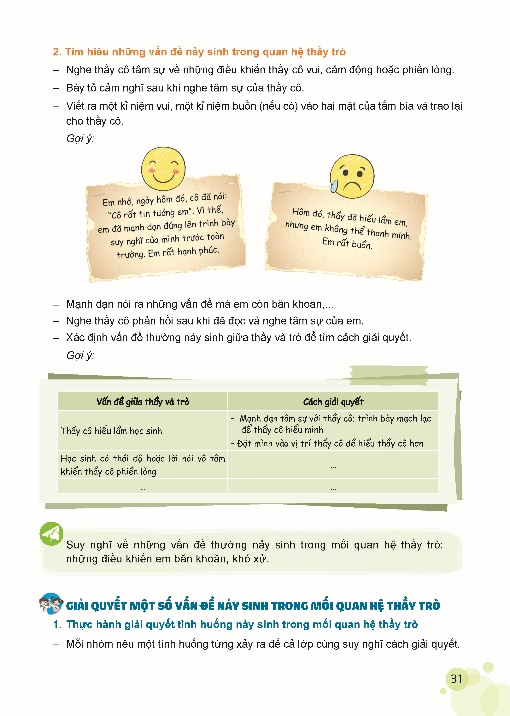 2. Tìm hiểu những vấn đề nảy sinh trong quan hệ thầy trò
– Nghe thầy cô tâm sự về những điều khiến thầy cô vui, cảm động hoặc phiền lòng.
– Bày tỏ cảm nghĩ sau khi nghe tâm sự của thầy cô.
– Viết ra một kỉ niệm vui, một kỉ niệm buồn (nếu có) vào hai mặt của tấm bìa và trao lại
cho thầy cô.
Gợi ý:
Em nhớ, ngày hôm đó, cô đã nói:
"Cô rất tin tưởng em". Vì thế,
em đã mạnh dạn đứng lên trình bày
suy nghĩ của mình trước toàn
trường. Em rất hạnh phúc.
Hôm đó, thầy đã hiểu lầm em,
nhưng em không thể thanh minh.
Em rất buồn.
– Mạnh dạn nói ra những vấn đề mà em còn băn khoăn,...
– Nghe thầy cô phản hồi sau khi đã đọc và nghe tâm sự của em.
– Xác định vấn đề thường nảy sinh giữa thầy và trò để tìm cách giải quyết.
Gợi ý:
Vấn đề giữa thầy và trò
Cách giải quyết
Thầy cô hiểu lầm học sinh
– Mạnh dạn tâm sự với thầy cô; trình bày mạch lạc
để thầy cô hiểu mình
– Đặt mình vào vị trí thầy cô để hiểu thầy cô hơn
Học sinh có thái độ hoặc lời nói vô tâm
khiến thầy cô phiền lòng
...
...
...
Suy nghĩ về những vấn đề thường nảy sinh trong mối quan hệ thầy trò:
những điều khiến em băn khoăn, khó xử.
GIẢI QUYẾT MỘT SỐ VẤN ĐỀ NẢY SINH TRONG MỐI QUAN HỆ THẦY TRÒ
1. Thực hành giải quyết tình huống nảy sinh trong mối quan hệ thầy trò
– Mỗi nhóm nêu một tình huống từng xảy ra để cả lớp cùng suy nghĩ cách giải quyết.
31